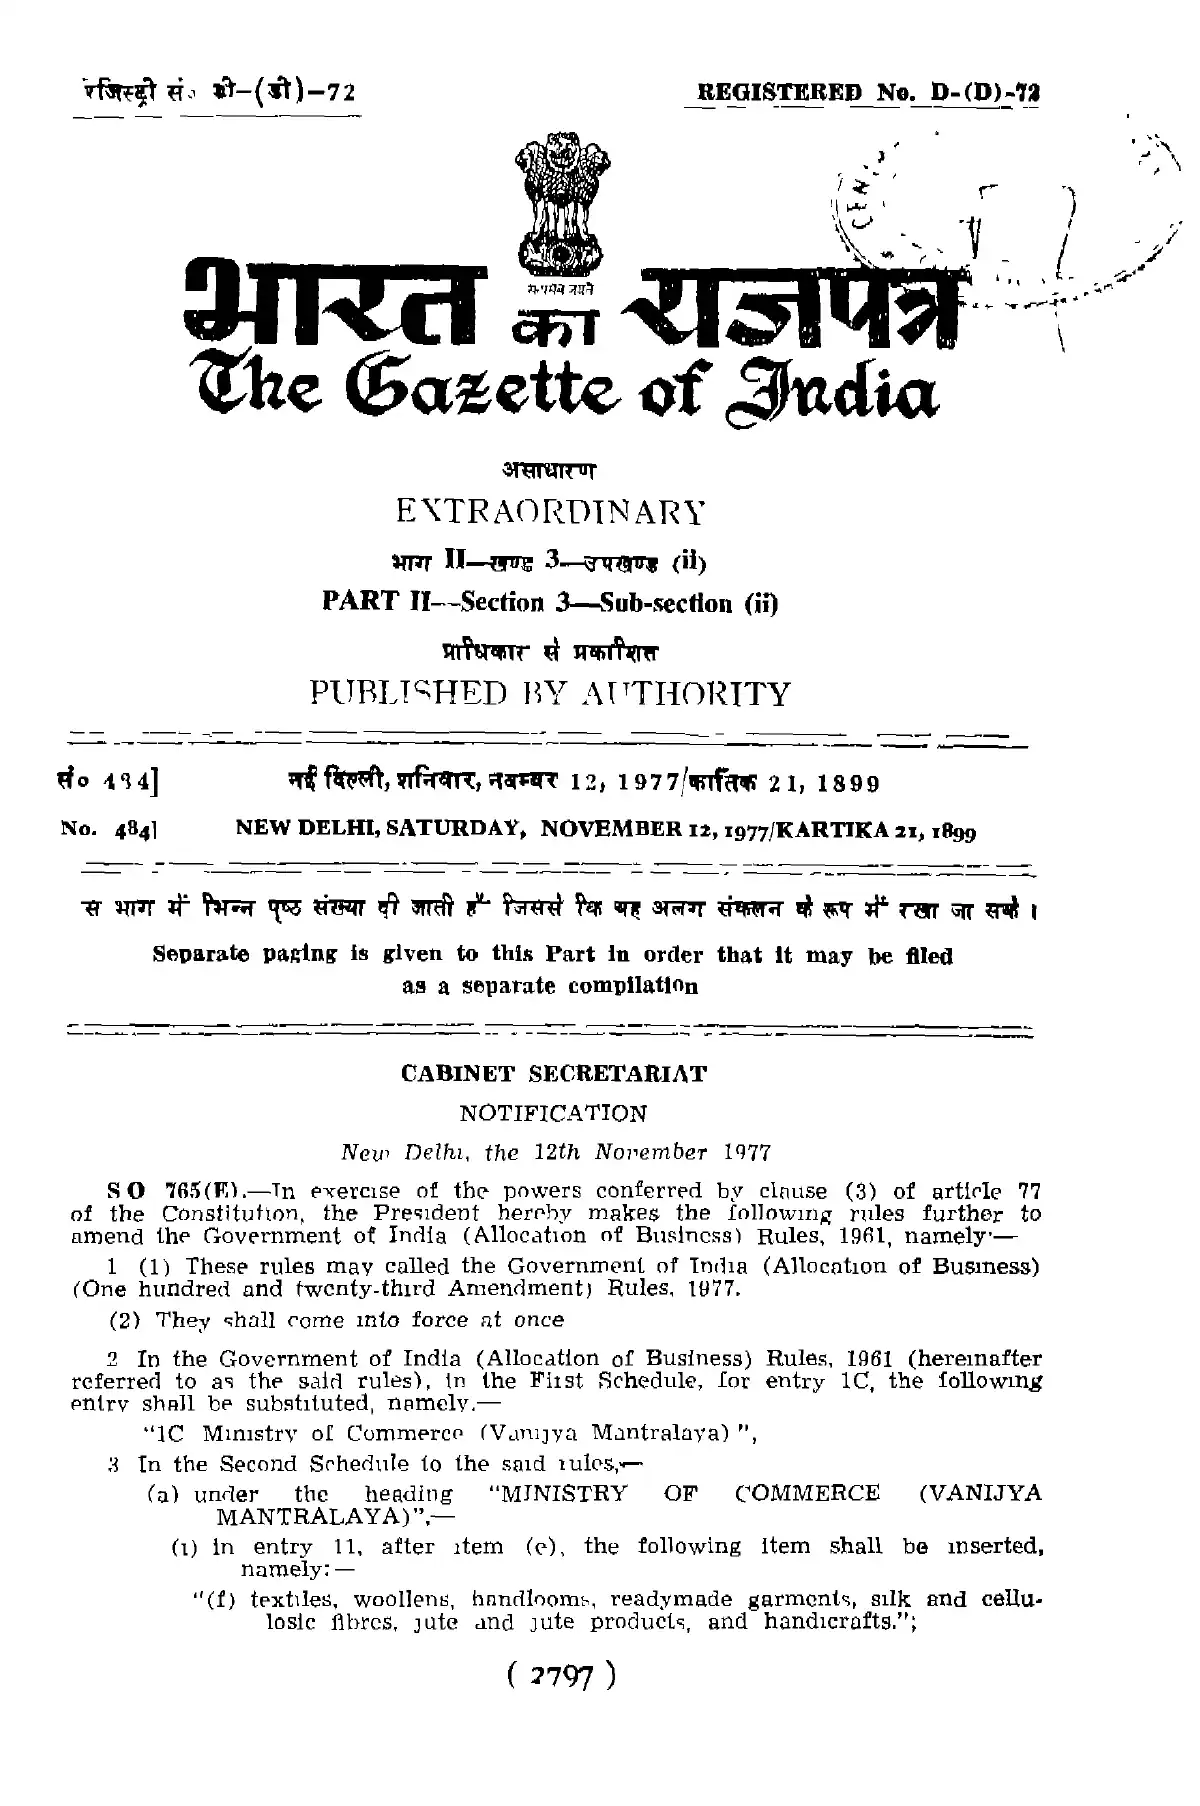 रजिस्ट्री सं० डी-(डी)-72
REGISTERED No. D-(D)-72
CEN
भारत का राजपत्र
The Gazette of India
असाधारण
EXTRAORDINARY
भाग II—खण्ड 3—उपखण्ड (ii)
PART II—Section 3—Sub-section (ii)
प्राधिकार से प्रकाशित
PUBLISHED BY AUTHORITY
सं० 484]
नई दिल्ली, शनिवार, नवम्बर 12, 1977/कार्तिक 21, 1899
No. 484]
NEW DELHI, SATURDAY, NOVEMBER 12, 1977/KARTIKA 21, 1899
स भाग में भिन्न पृष्ठ संख्या दी जाती है जिससे कि यह अलग संकलन के रूप में रखा जा सके ।
Separate paging is given to this Part in order that it may be filed
as a separate compilation
CABINET SECRETARIAT
NOTIFICATION
New Delhi, the 12th November 1977
S O 765(E).—In exercise of the powers conferred by clause (3) of article 77
of the Constitution, the President hereby makes the following rules further to
amend the Government of India (Allocation of Business) Rules, 1961, namely:—
1 (1) These rules may called the Government of India (Allocation of Business)
(One hundred and twenty-third Amendment) Rules, 1977.
(2) They shall come into force at once
2 In the Government of India (Allocation of Business) Rules, 1961 (hereinafter
referred to as the said rules), in the First Schedule, for entry 1C, the following
entry shall be substituted, namely.—
"1C Ministry of Commerce (Vanijya Mantralaya) ",
3 In the Second Schedule to the said rules,—
(a) under the heading "MINISTRY OF COMMERCE (VANIJYA
MANTRALAYA)",—
(i) in entry 11, after item (e), the following item shall be inserted,
namely:—
"(f) textiles, woollens, handlooms, readymade garments, silk and cellu-
losic fibres, jute and jute products, and handicrafts.";
( 2797 )